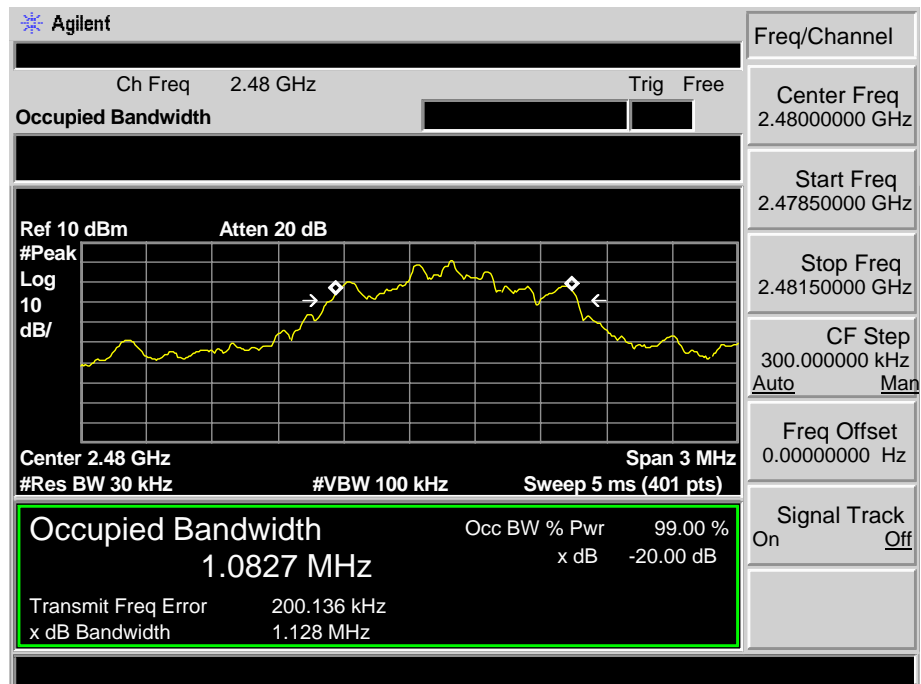 Agilent
Ch Freq 2.48 GHz Trig Free
Occupied Bandwidth
Ref 10 dBm Atten 20 dB
#Peak
Log
10
dB/
Center 2.48 GHz Span 3 MHz
#Res BW 30 kHz #VBW 100 kHz Sweep 5 ms (401 pts)
Occupied Bandwidth Occ BW % Pwr 99.00 %
1.0827 MHz x dB -20.00 dB
Transmit Freq Error 200.136 kHz
x dB Bandwidth 1.128 MHz
Freq/Channel
Center Freq
2.48000000 GHz
Start Freq
2.47850000 GHz
Stop Freq
2.48150000 GHz
CF Step
300.000000 kHz
Auto Man
Freq Offset
0.00000000 Hz
Signal Track
On Off